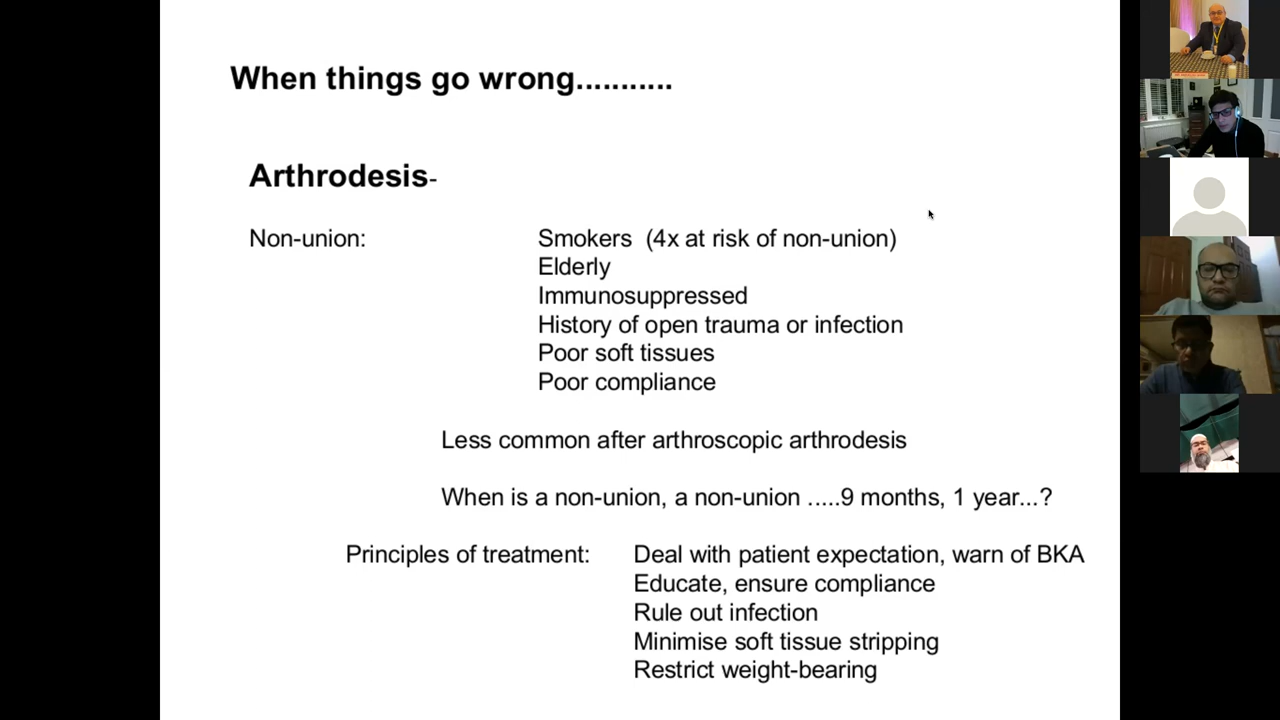 When things go wrong...........
Arthrodesis-
Non-union: Smokers (4x at risk of non-union)
Elderly
Immunosuppressed
History of open trauma or infection
Poor soft tissues
Poor compliance
Less common after arthroscopic arthrodesis
When is a non-union, a non-union .....9 months, 1 year...?
Principles of treatment: Deal with patient expectation, warn of BKA
Educate, ensure compliance
Rule out infection
Minimise soft tissue stripping
Restrict weight-bearing